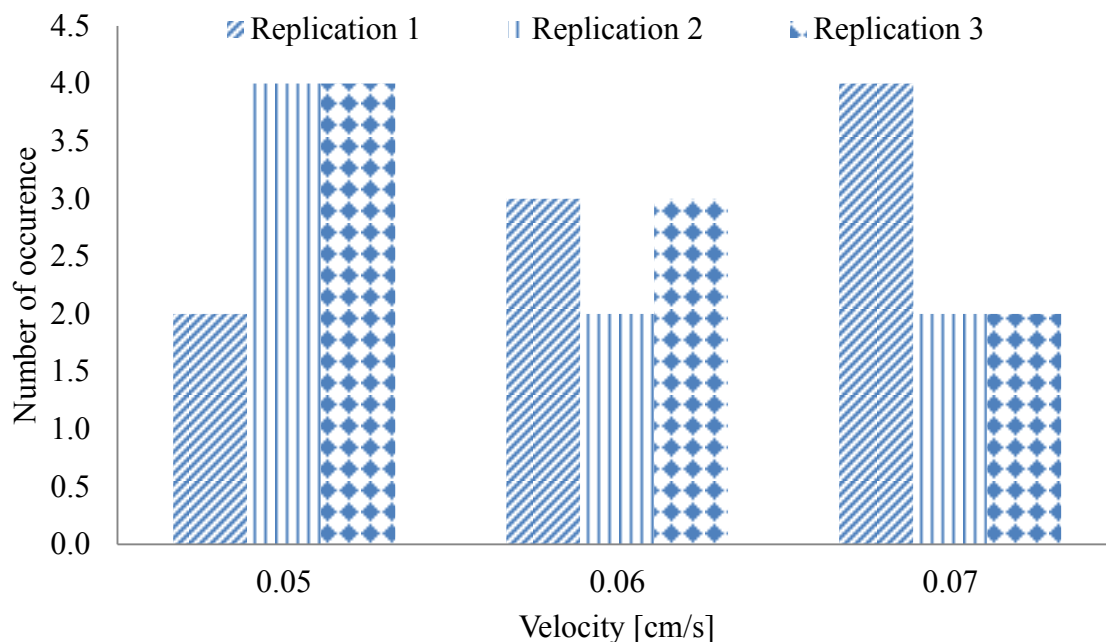 4.5
Replication 1 Replication 2 Replication 3
4.0
3.5
3.0
2.5
2.0
1.5
1.0
0.5
0.0
Number of occurence
0.05 0.06 0.07
Velocity [cm/s]